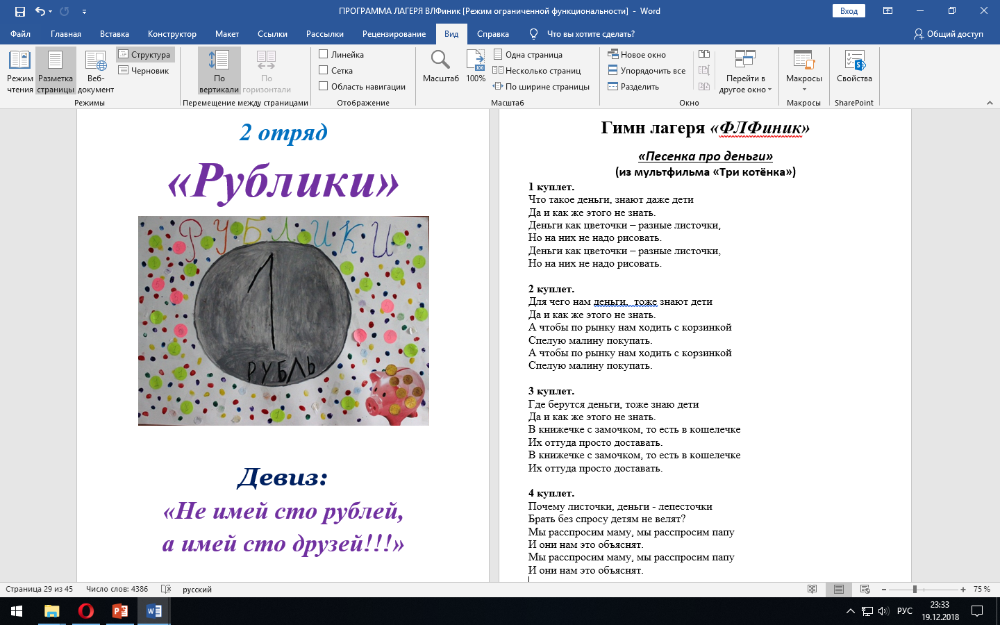 ПРОГРАММА ЛАГЕРЯ ВЛФиник [Режим ограниченной функциональности] - Word
Вход
Файл
Главная
Вставка
Конструктор
Макет
Ссылки
Рассылки
Рецензирование
Вид
Справка
Что вы хотите сделать?
Общий доступ
Режим чтения
Разметка страницы
Веб-документ
Структура
Черновик
Режимы
По вертикали
По горизонтали
Перемещение между страницами
Линейка
Сетка
Область навигации
Отображение
Масштаб
100
100%
Одна страница
Несколько страниц
По ширине страницы
Масштаб
Новое окно
Упорядочить все
Разделить
Перейти в другое окно
Окно
Макросы
Макросы
Свойства
SharePoint
2 отряд
«Рублики»
РУБЛИКИ
1
РУБЛЬ
Девиз:
«Не имей сто рублей,
а имей сто друзей!!!»
Гимн лагеря «ФЛФиник»
«Песенка про деньги»
(из мультфильма «Три котёнка»)
1 куплет.
Что такое деньги, знают даже дети
Да и как же этого не знать.
Деньги как цветочки – разные листочки,
Но на них не надо рисовать.
Деньги как цветочки – разные листочки,
Но на них не надо рисовать.
2 куплет.
Для чего нам деньги, тоже знают дети
Да и как же этого не знать.
А чтобы по рынку нам ходить с корзинкой
Спелую малину покупать.
А чтобы по рынку нам ходить с корзинкой
Спелую малину покупать.
3 куплет.
Где берутся деньги, тоже знаю дети
Да и как же этого не знать.
В книжечке с замочком, то есть в кошелечке
Их оттуда просто доставать.
В книжечке с замочком, то есть в кошелечке
Их оттуда просто доставать.
4 куплет.
Почему листочки, деньги - лепесточки
Брать без спросу детям не велят?
Мы расспросим маму, мы расспросим папу
И они нам это объяснят.
Мы расспросим маму, мы расспросим папу
И они нам это объяснят.
Страница 29 из 45
Число слов: 4386
русский
75 %
РУС
23:33
19.12.2018